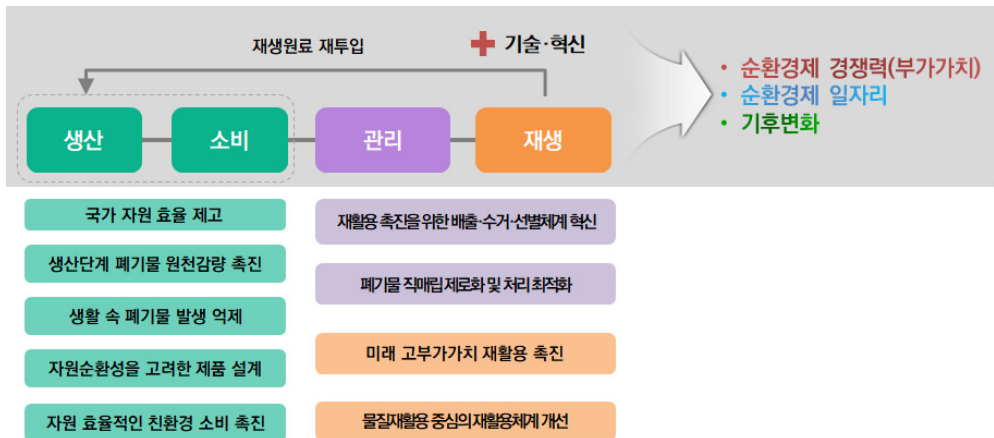 재생원료 재투입
기술·혁신
생산
소비
관리
재생
• 순환경제 경쟁력(부가가치)
• 순환경제 일자리
• 기후변화
국가 자원 효율 제고
생산단계 폐기물 원천감량 촉진
생활 속 폐기물 발생 억제
자원순환성을 고려한 제품 설계
자원 효율적인 친환경 소비 촉진
재활용 촉진을 위한 배출·수거·선별체계 혁신
폐기물 직매립 제로화 및 처리 최적화
미래 고부가가치 재활용 촉진
물질재활용 중심의 재활용체계 개선